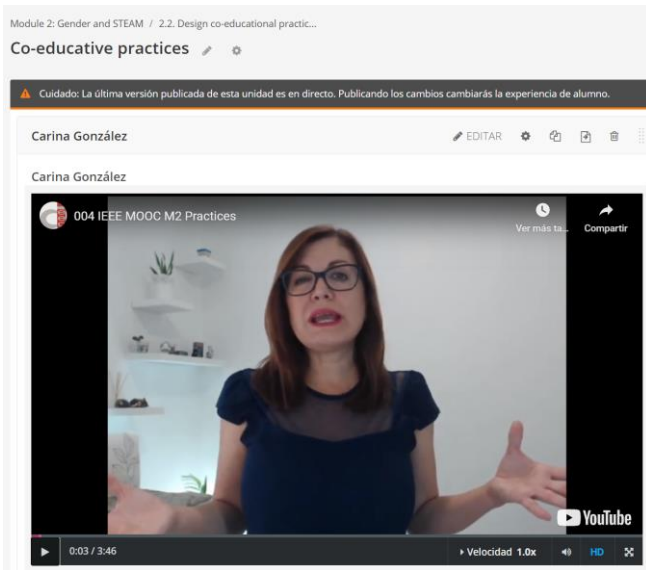 Module 2: Gender and STEAM / 2.2. Design co-educational practic...
Co-educative practices
Cuidado: La última versión publicada de esta unidad es en directo. Publicando los cambios cambiarás la experiencia de alumno.
Carina González
EDITAR
Carina González
004 IEEE MOOC M2 Practices
Ver más ta...
Compartir
YouTube
0:03 / 3:46
Velocidad 1.0x
HD